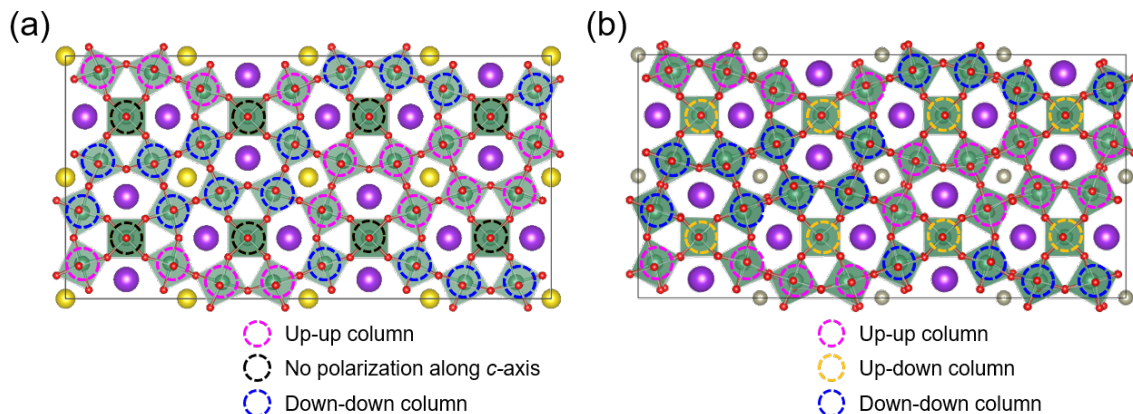 (a)
(b)
Up-up column
No polarization along c-axis
Down-down column
Up-up column
Up-down column
Down-down column